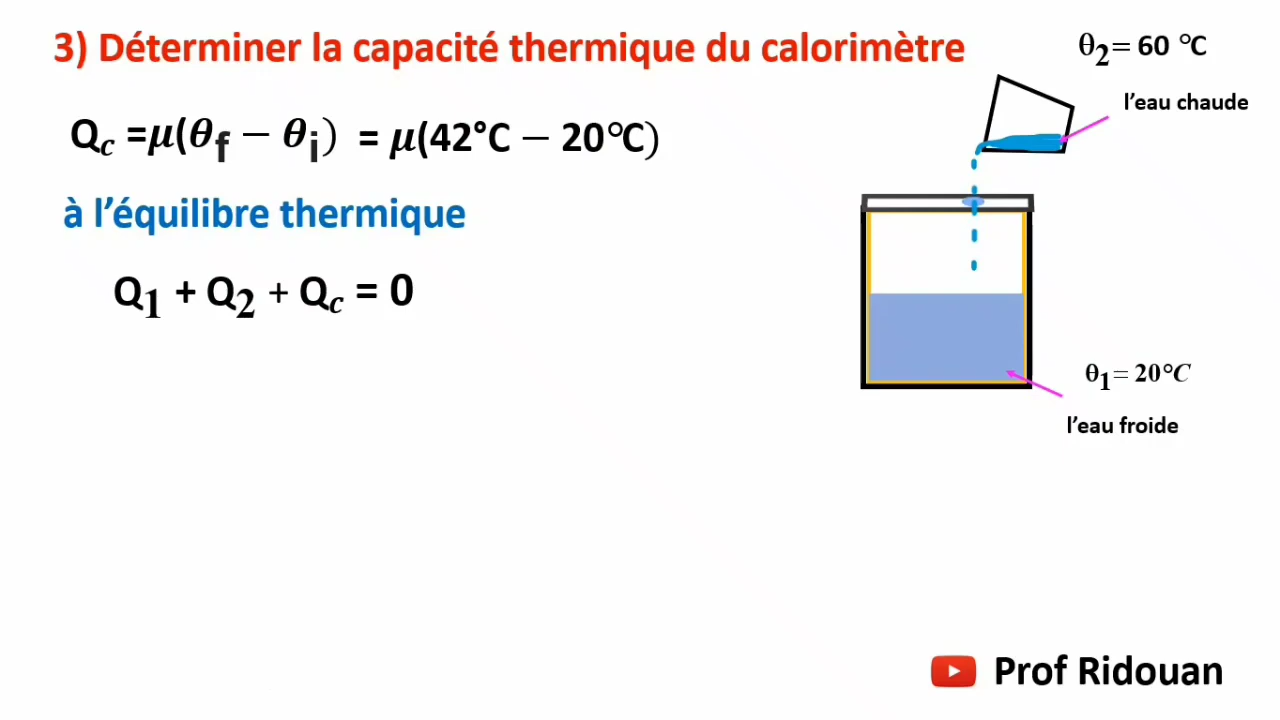 3) Déterminer la capacité thermique du calorimètre
θ2 = 60 °C
l'eau chaude
Qc =μ(θf − θi) = μ(42°C − 20°C)
à l'équilibre thermique
Q1 + Q2 + Qc = 0
θ1 = 20°C
l'eau froide
Prof Ridouan